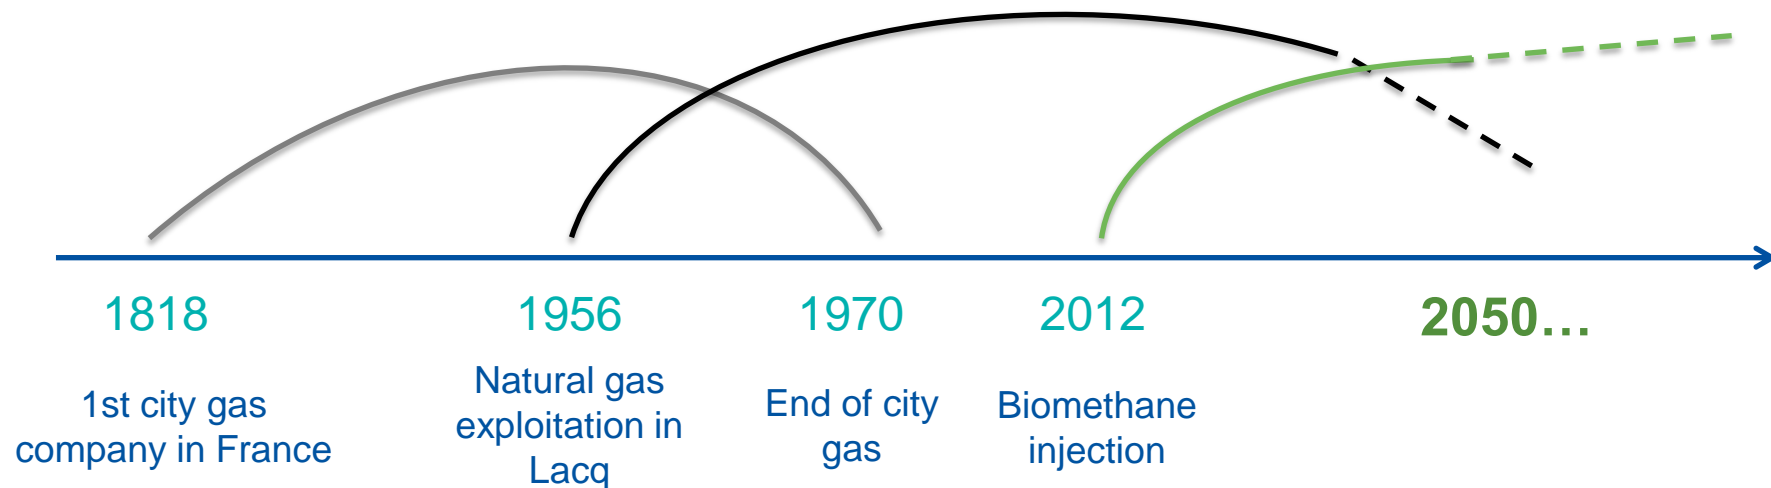 1818
1st city gas
company in France
1956
Natural gas
exploitation in
Lacq
1970
End of city
gas
2012
Biomethane
injection
2050...